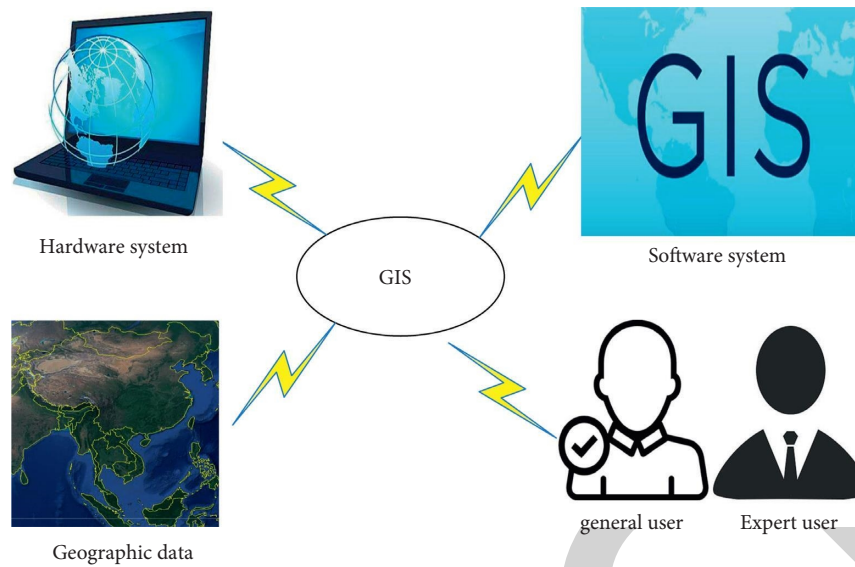 GIS
Hardware system
Software system
GIS
general user
Expert user
Geographic data